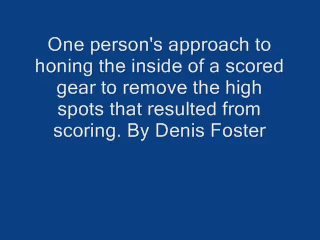 One person's approach to
honing the inside of a scored
gear to remove the high
spots that resulted from
scoring. By Denis Foster